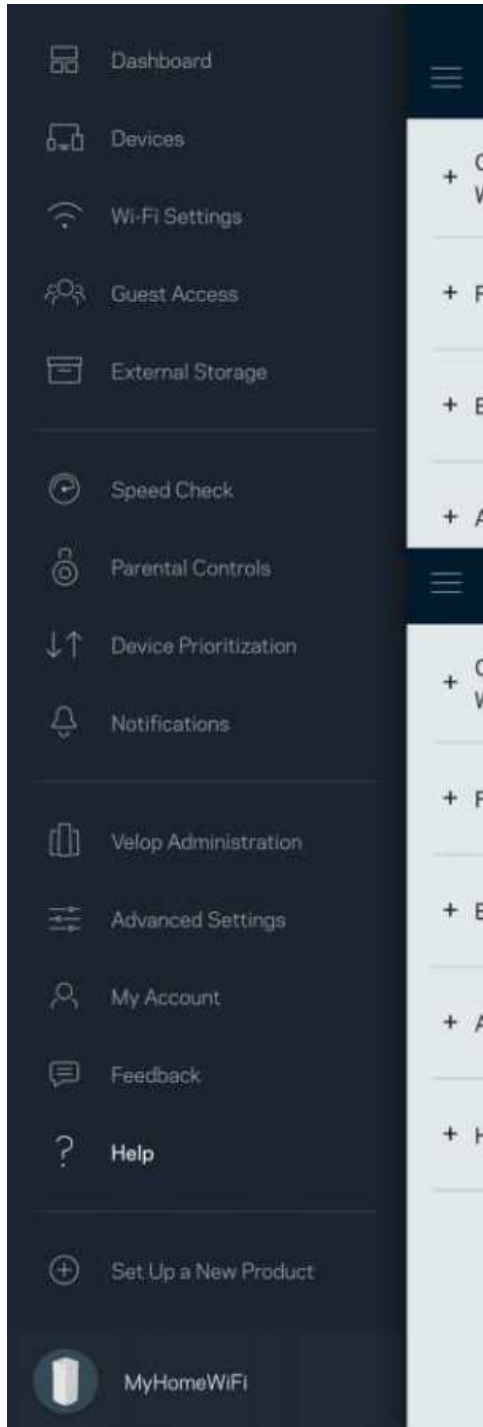 Dashboard
Devices
Wi-Fi Settings
Guest Access
External Storage
Speed Check
Parental Controls
Device Prioritization
Notifications
Velop Administration
Advanced Settings
My Account
Feedback
Help
Set Up a New Product
MyHomeWiFi